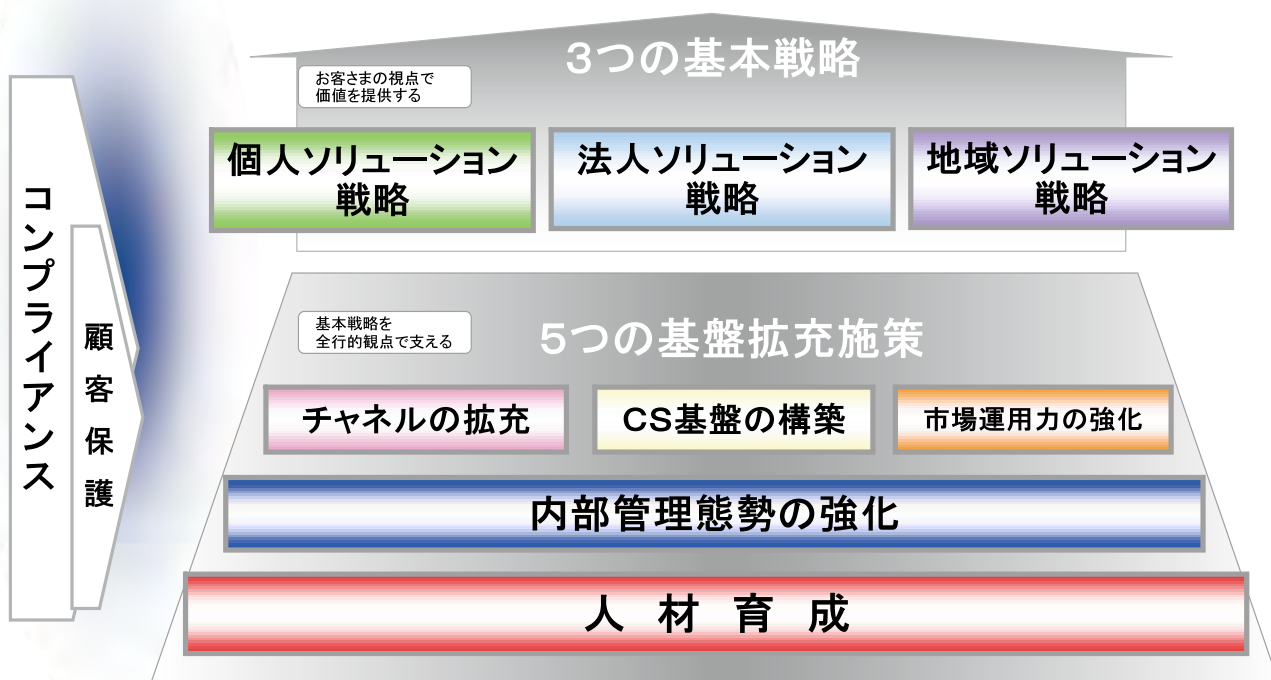 3つの基本戦略
お客さまの視点で
価値を提供する
個人ソリューション
戦略
法人ソリューション
戦略
地域ソリューション
戦略
コンプライアンス
顧客保護
基本戦略を
全行的観点で支える
5つの基盤拡充施策
チャネルの拡充
CS基盤の構築
市場運用力の強化
内部管理態勢の強化
人材育成